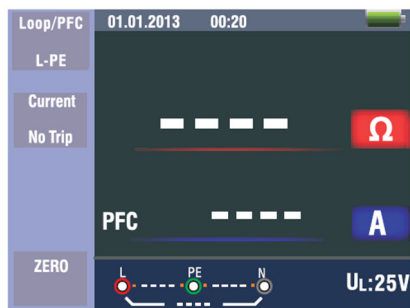 Loop/PFC
L-PE
Current
No Trip
ZERO
01.01.2013 00:20
---- Ω
PFC ---- A
L PE N
UL:25V